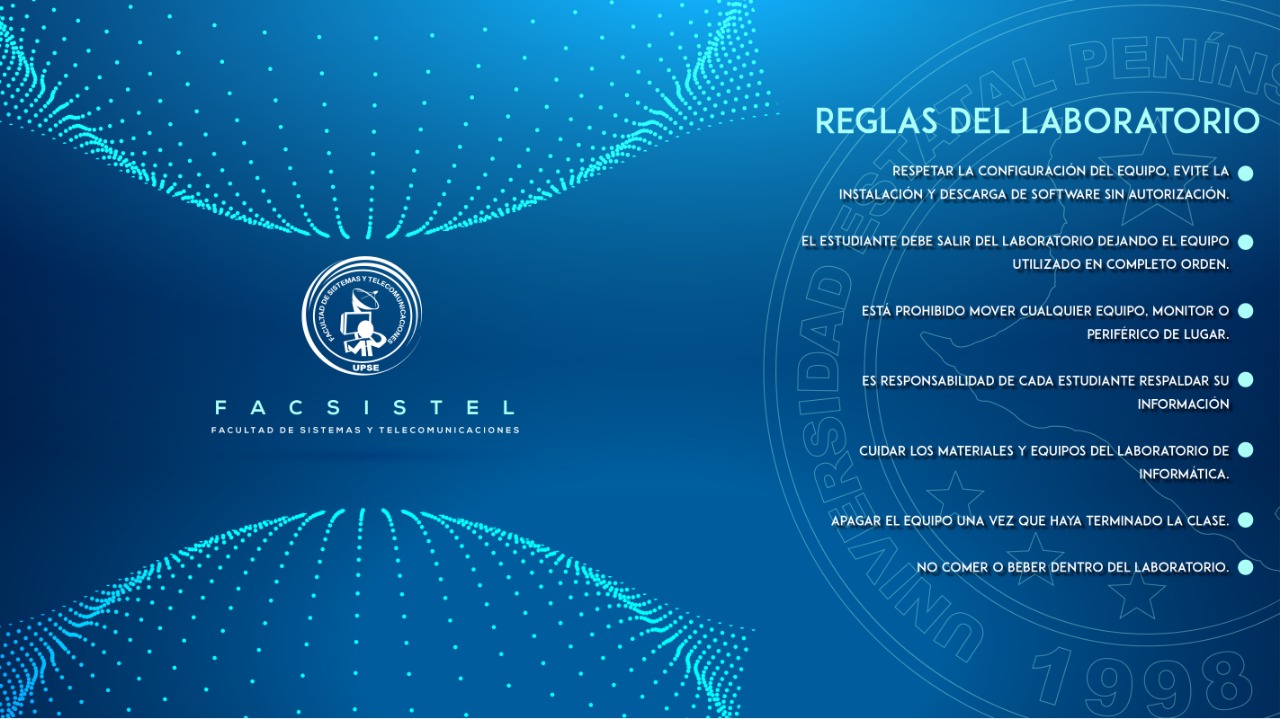 UNIVERSIDAD ESTATAL PENÍNS
1998
FACULTAD DE SISTEMAS Y TELECOMUNICACIONES
UPSE
FACSISTEL
FACULTAD DE SISTEMAS Y TELECOMUNICACIONES
REGLAS DEL LABORATORIO
RESPETAR LA CONFIGURACIÓN DEL EQUIPO. EVITE LA
INSTALACIÓN Y DESCARGA DE SOFTWARE SIN AUTORIZACIÓN.
EL ESTUDIANTE DEBE SALIR DEL LABORATORIO DEJANDO EL EQUIPO
UTILIZADO EN COMPLETO ORDEN.
ESTÁ PROHIBIDO MOVER CUALQUIER EQUIPO, MONITOR O
PERIFÉRICO DE LUGAR.
ES RESPONSABILIDAD DE CADA ESTUDIANTE RESPALDAR SU
INFORMACIÓN
CUIDAR LOS MATERIALES Y EQUIPOS DEL LABORATORIO DE
INFORMÁTICA.
APAGAR EL EQUIPO UNA VEZ QUE HAYA TERMINADO LA CLASE.
NO COMER O BEBER DENTRO DEL LABORATORIO.